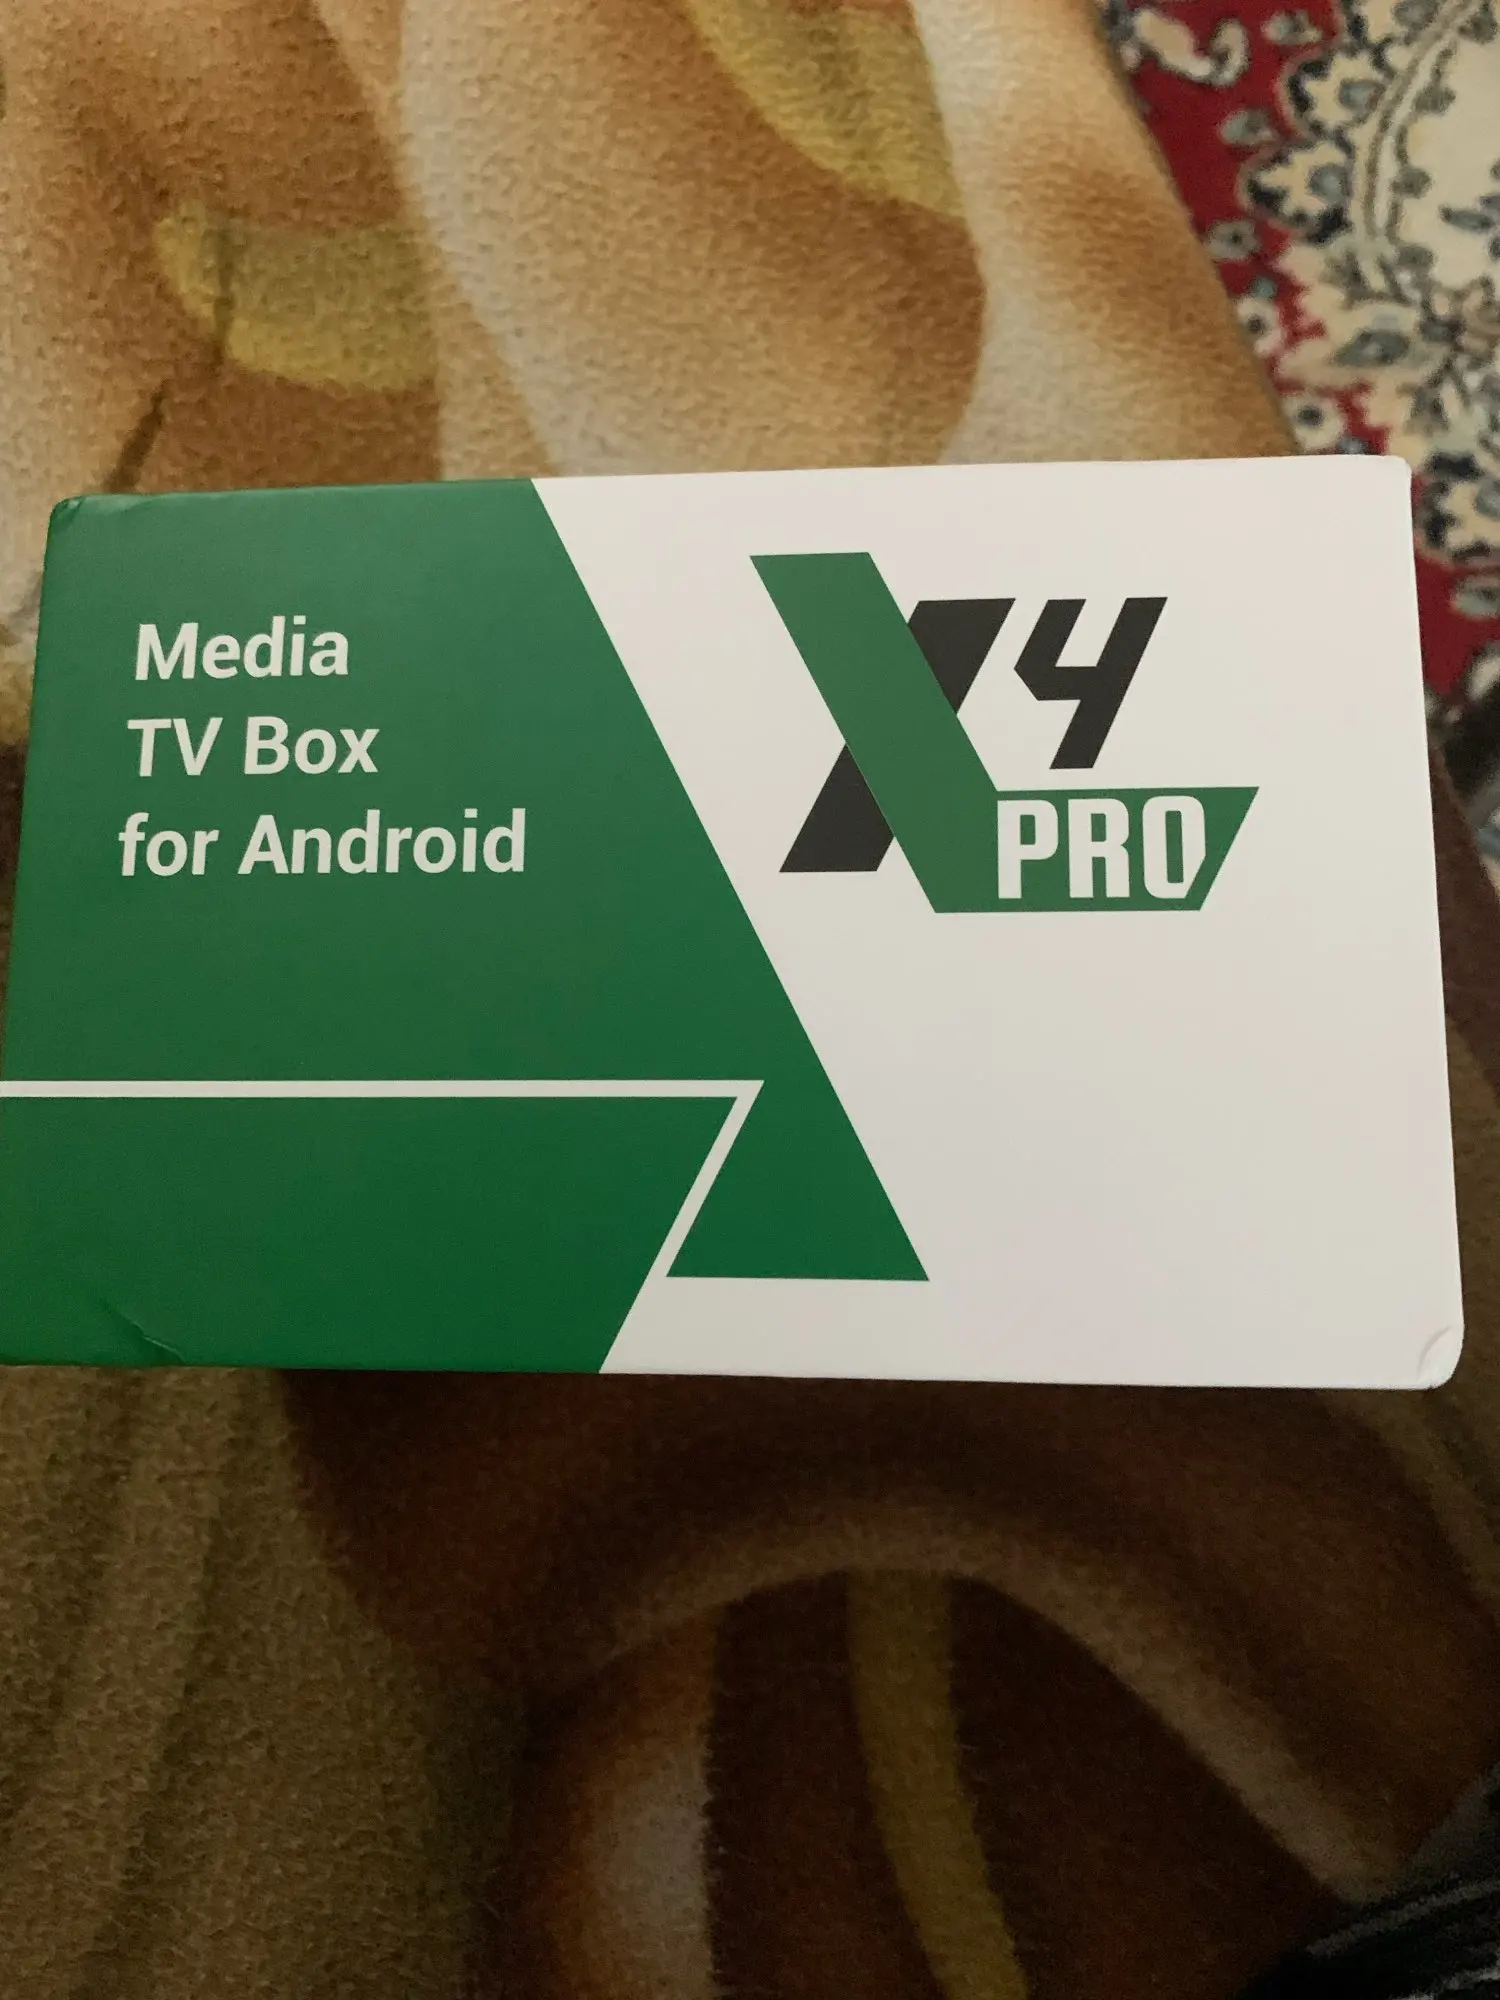 Media
TV Box
for Android
X4
PRO